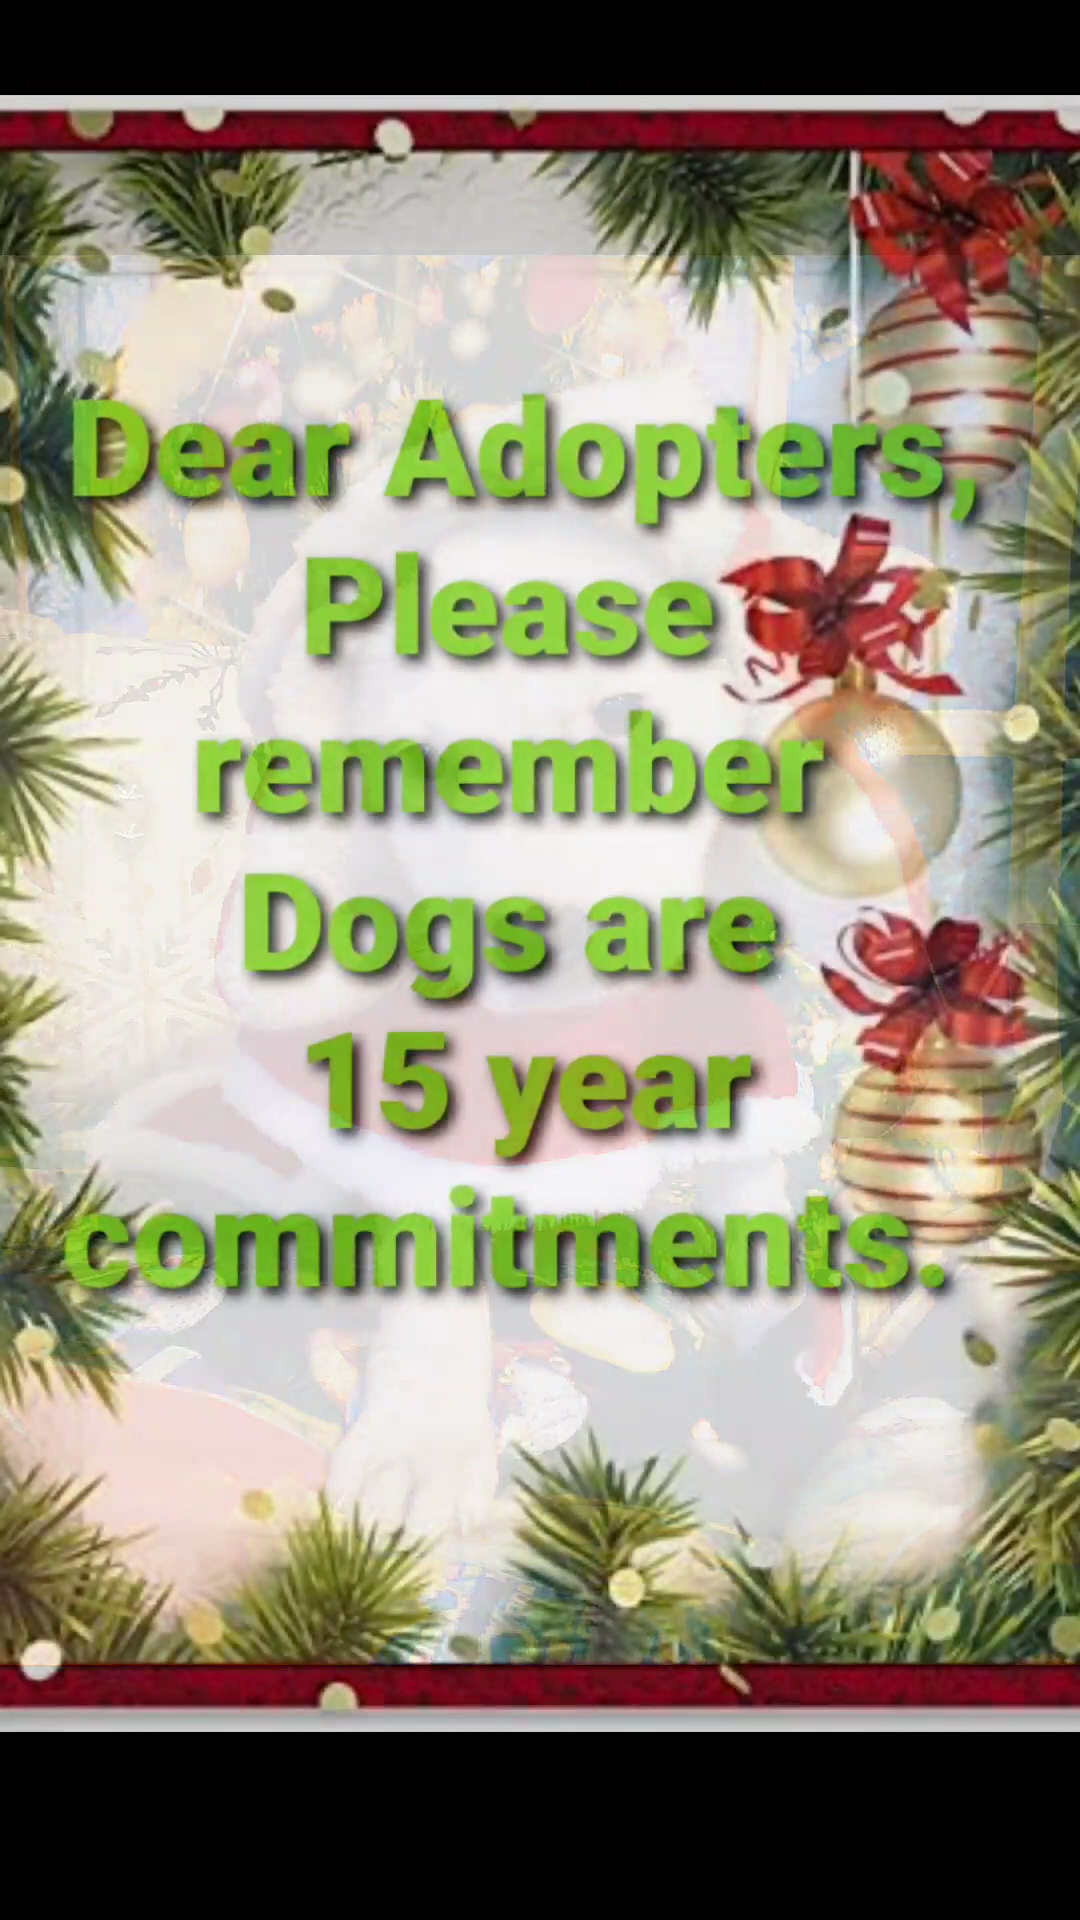 Dear Adopters,
Please
remember
Dogs are
15 year
commitments.